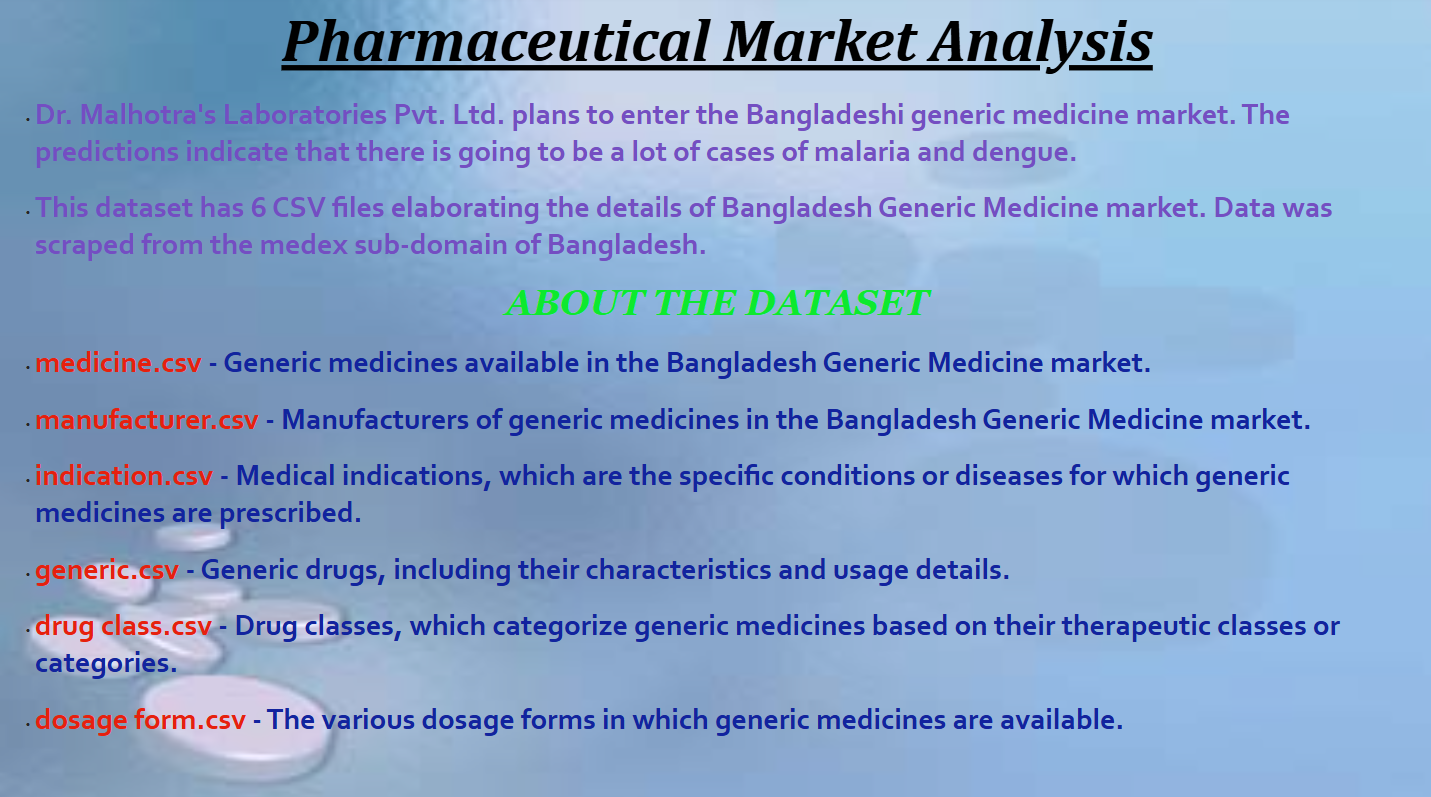 Pharmaceutical Market Analysis
• Dr. Malhotra's Laboratories Pvt. Ltd. plans to enter the Bangladeshi generic medicine market. The
predictions indicate that there is going to be a lot of cases of malaria and dengue.
• This dataset has 6 CSV files elaborating the details of Bangladesh Generic Medicine market. Data was
scraped from the medex sub-domain of Bangladesh.
ABOUT THE DATASET
• medicine.csv - Generic medicines available in the Bangladesh Generic Medicine market.
• manufacturer.csv - Manufacturers of generic medicines in the Bangladesh Generic Medicine market.
• indication.csv - Medical indications, which are the specific conditions or diseases for which generic
medicines are prescribed.
• generic.csv - Generic drugs, including their characteristics and usage details.
• drug class.csv - Drug classes, which categorize generic medicines based on their therapeutic classes or
categories.
• dosage form.csv - The various dosage forms in which generic medicines are available.